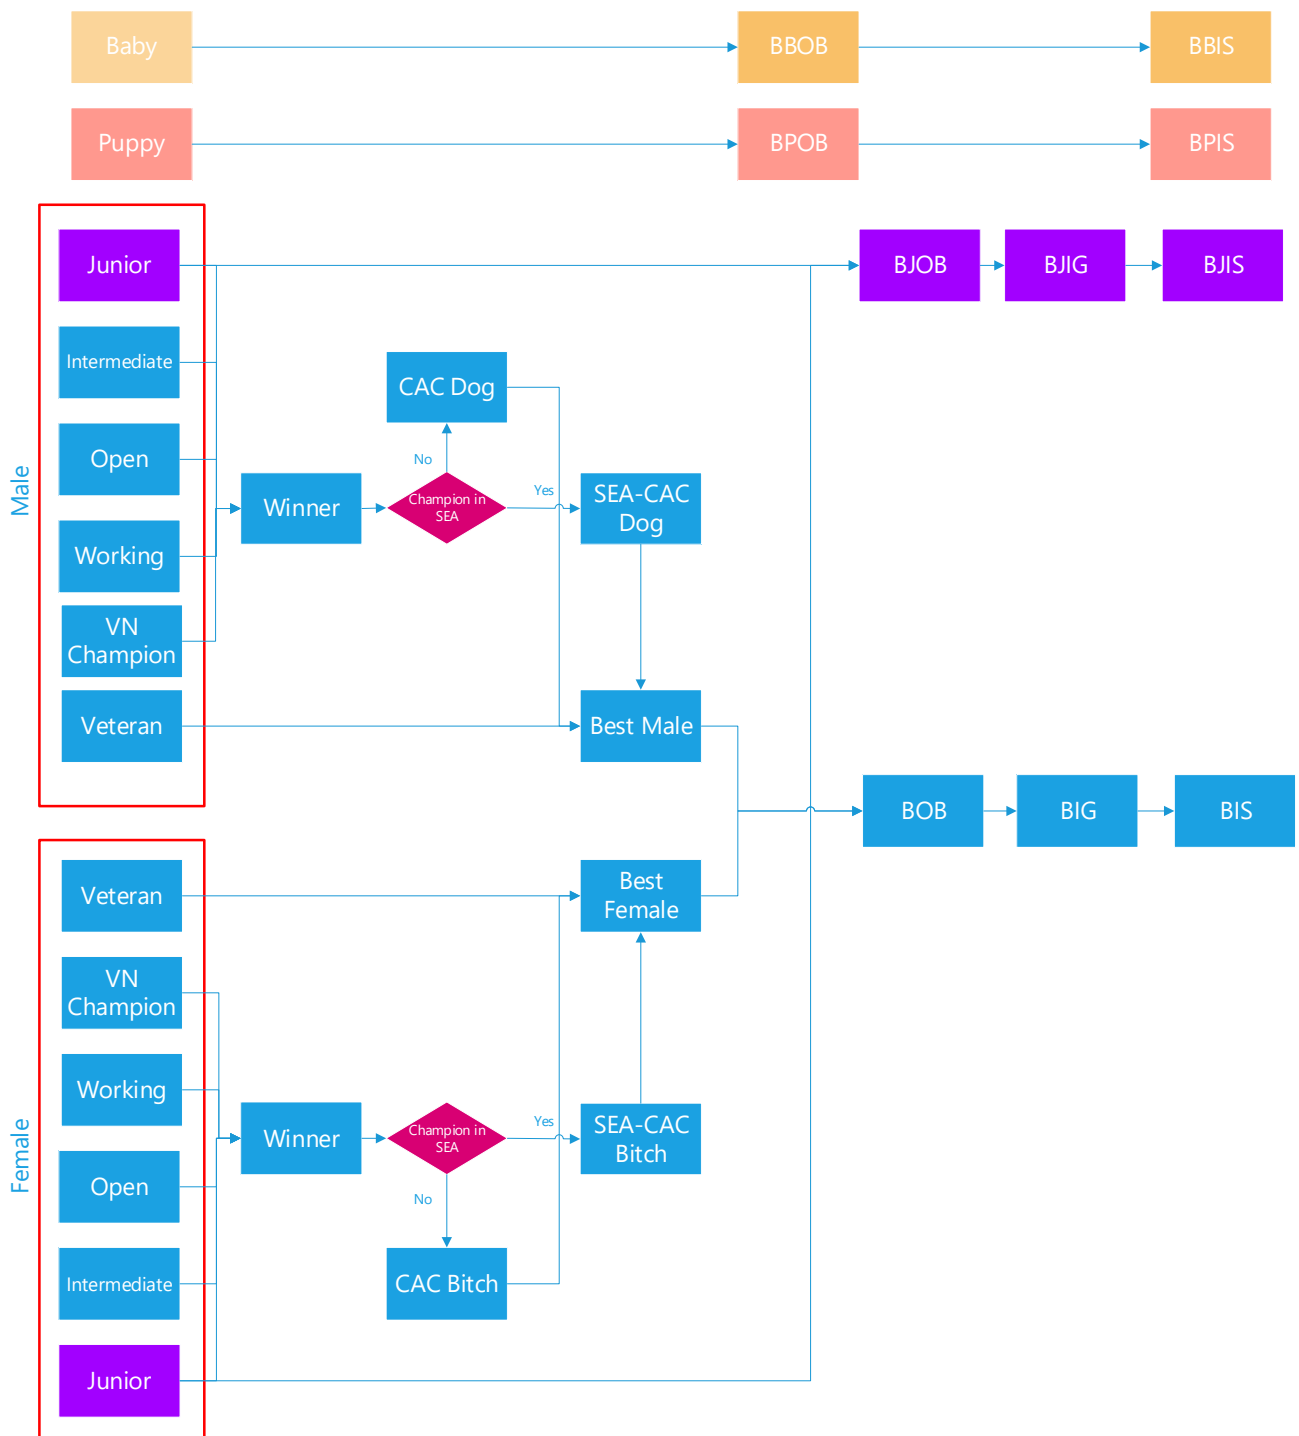 Baby
BBOB
BBIS
Puppy
BPOB
BPIS
Male
Junior
BJOB
BJIG
BJIS
Intermediate
CAC Dog
Open
No
Winner
Champion in
SEA
Yes
SEA-CAC
Dog
Working
VN
Champion
Veteran
Best Male
BOB
BIG
BIS
Female
Veteran
Best
Female
VN
Champion
Working
Winner
Champion in
SEA
Yes
SEA-CAC
Bitch
Open
No
Intermediate
CAC Bitch
Junior